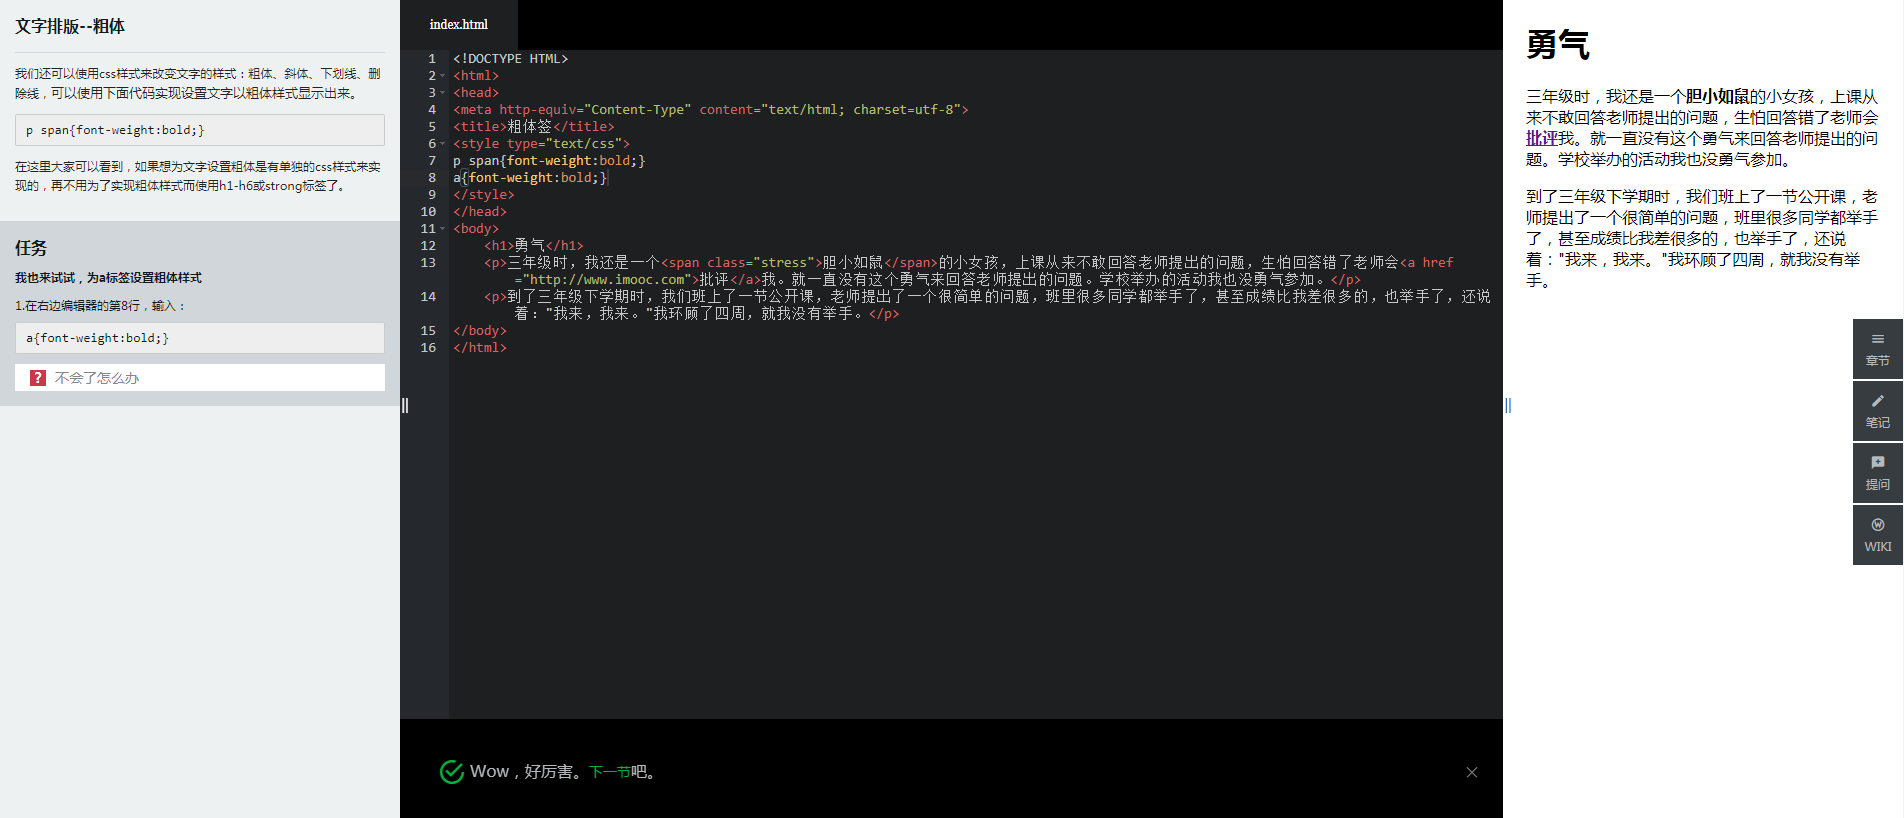 文字排版--粗体
我们还可以使用css样式来改变文字的样式：粗体、斜体、下划线、删
除线，可以使用下面代码实现设置文字以粗体样式显示出来。
p span{font-weight:bold;}
在这里大家可以看到，如果想为文字设置粗体是有单独的css样式来实
现的，再不用为了实现粗体样式而使用h1-h6或strong标签了。
任务
我也来试试，为a标签设置粗体样式
1.在右边编辑器的第8行，输入：
a{font-weight:bold;}
? 不会了怎么办
index.html
1 <!DOCTYPE HTML>
2 <html>
3 <head>
4 <meta http-equiv="Content-Type" content="text/html; charset=utf-8">
5 <title>粗体签</title>
6 <style type="text/css">
7 p span{font-weight:bold;}
8 a{font-weight:bold;}
9 </style>
10 </head>
11 <body>
12 <h1>勇气</h1>
13 <p>三年级时，我还是一个<span class="stress">胆小如鼠</span>的小女孩，上课从来不敢回答老师提出的问题，生怕回答错了老师会<a href
="http://www.imooc.com">批评</a>我。就一直没有这个勇气来回答老师提出的问题。学校举办的活动我也没勇气参加。</p>
14 <p>到了三年级下学期时，我们班上了一节公开课，老师提出了一个很简单的问题，班里很多同学都举手了，甚至成绩比我差很多的，也举手了，还说
着："我来，我来。"我环顾了四周，就我没有举手。</p>
15 </body>
16 </html>
Wow，好厉害。下一节吧。
勇气
三年级时，我还是一个胆小如鼠的小女孩，上课从
来不敢回答老师提出的问题，生怕回答错了老师会
批评我。就一直没有这个勇气来回答老师提出的问
题。学校举办的活动我也没勇气参加。
到了三年级下学期时，我们班上了一节公开课，老
师提出了一个很简单的问题，班里很多同学都举手
了，甚至成绩比我差很多的，也举手了，还说
着："我来，我来。"我环顾了四周，就我没有举
手。
章节
笔记
提问
WIKI